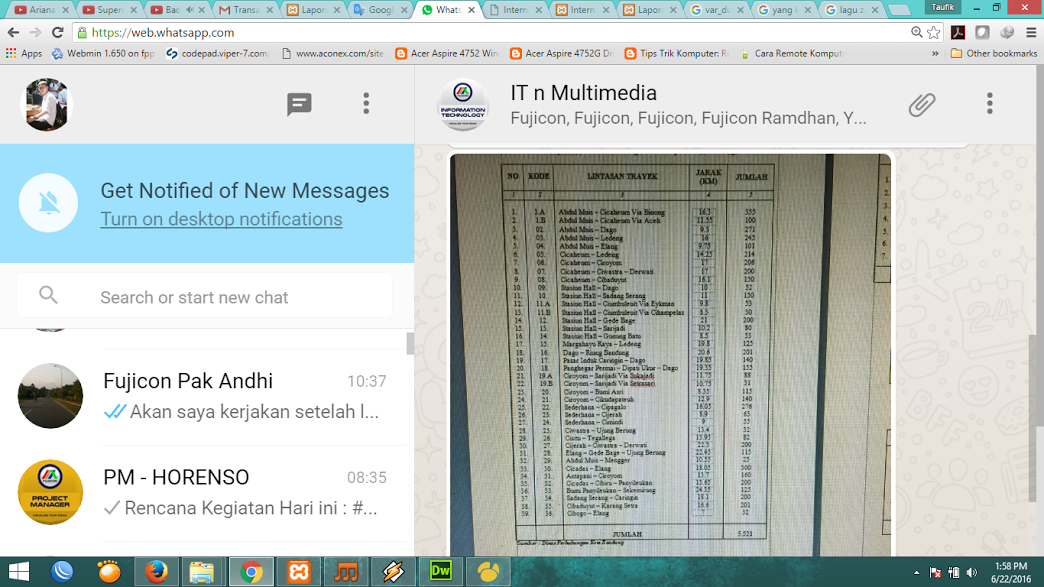 Ariana
Super
Bac
Transa
Lapor
Googl
Whats
Intern
Intern
Lapor
var_d
yang
lagu z
Taufik
https://web.whatsapp.com
Apps
Webmin 1.650 on fpp
codepad.viper-7.com/
www.aconex.com/site
Acer Aspire 4752 Win
Acer Aspire 4752G D
Tips Trik Komputer: R
Cara Remote Komput
»
Other bookmarks
IT n Multimedia
Fujicon, Fujicon, Fujicon, Fujicon Ramdhan, Y...
INFORMATION
TECHNOLOGY
Get Notified of New Messages
Turn on desktop notifications
Search or start new chat
Fujicon Pak Andhi 10:37
Akan saya kerjakan setelah l...
PROJECT
MANAGER
PM - HORENSO 08:35
Rencana Kegiatan Hari ini : #...
NO KODE LINTASAN TRAYEK JARAK (KM) JUMLAH
1 2 3 4 5
1. 1.A Abdul Muis – Cicaheum Via Binong 16.3 355
2. 1.B Abdul Muis – Cicaheum Via Aceh 11.55 100
3. 02. Abdul Muis – Dago 9.5 271
4. 03. Abdul Muis – Ledeng 16 245
5. 04. Abdul Muis – Elang 9.75 101
6. 05. Cicaheum – Ledeng 14.25 214
7. 06. Cicaheum – Ciroyom 17 206
8. 07. Cicaheum – Ciwastra – Derwati 17 200
9. 08. Cicaheum – Cibaduyut 16.1 150
10. 09. Stasiun Hall – Dago 10 52
11. 10. Stasiun Hall – Sadang Serang 11 150
12. 11.A Stasiun Hall – Ciumbuleuit Via Eykman 9.8 53
13. 11.B Stasiun Hall – Ciumbuleuit Via Cihampelas 8.5 30
14. 12. Stasiun Hall – Gede Bage 21 200
15. 13. Stasiun Hall – Sarijadi 10.2 80
16. 14. Stasiun Hall – Gunung Batu 8.5 53
17. 15. Margahayu Raya – Ledeng 19.8 125
18. 16. Dago – Riung Bandung 20.6 201
19. 17. Pasar Induk Caringin – Dago 19.85 140
20. 18. Panghegar Permai – Dipati Ukur – Dago 19.35 155
21. 19.A Ciroyom – Sarijadi Via Sukajadi 11.75 88
22. 19.B Ciroyom – Sarijadi Via Setrasari 10.75 31
23. 20. Ciroyom – Bumi Asri 8.35 115
24. 21. Ciroyom – Cikudapateuh 12.9 140
25. 22. Sederhana – Cipagalo 16.05 276
26. 23. Sederhana – Cijerah 8.9 65
27. 24. Sederhana – Cimindi 9 55
28. 25. Ciwastra – Ujung Berung 13.4 32
29. 26. Cisitu – Tegallega 13.95 82
30. 27. Cijerah – Ciwastra – Derwati 22.3 200
31. 28. Elang – Gede Bage – Ujung Berung 22.45 115
32. 29. Abdul Muis – Mengger 10.55 25
33. 30. Cicadas – Elang 18.05 300
34. 31. Antapani – Ciroyom 13.7 160
35. 32. Cicadas – Cibiru – Panyileukan 13.65 200
36. 33. Bumi Panyileukan – Sekemirung 24.35 125
37. 34. Sadang Serang – Caringin 18.1 200
38. 35. Cibaduyut – Karang Setra 16.6 201
39. 36. Cibogo – Elang 7 32
JUMLAH 5.521
Sumber : Dinas Perhubungan Kota Bandung
Dw
1:58 PM
6/22/2016